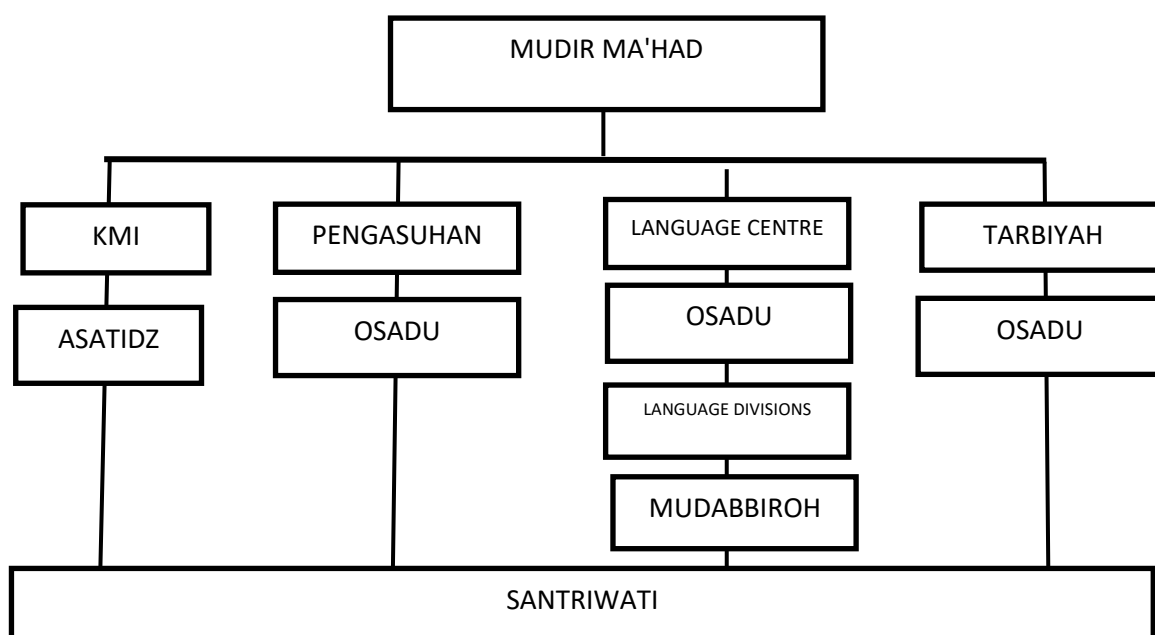 MUDIR MA'HAD
KMI
PENGASUHAN
LANGUAGE CENTRE
TARBIYAH
ASATIDZ
OSADU
OSADU
OSADU
LANGUAGE DIVISIONS
MUDABBIROH
SANTRIWATI